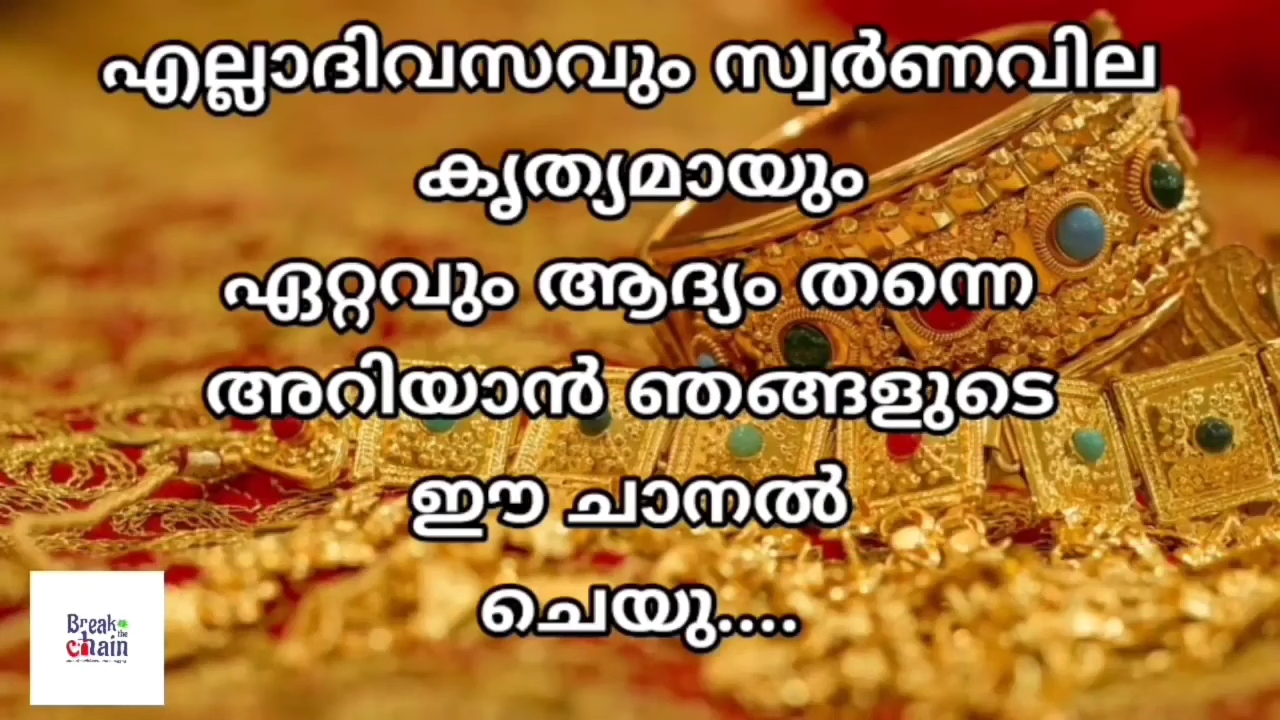 എല്ലാദിവസവും സ്വർണവില
കൃത്യമായും
ഏറ്റവും ആദ്യം തന്നെ
അറിയാൻ ഞങ്ങളുടെ
ഈ ചാനൽ
ചെയു....
Break
the
chain